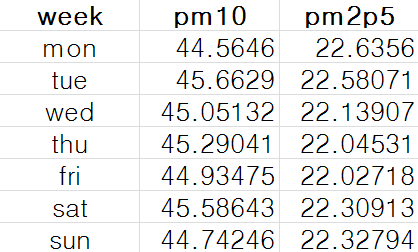 week pm10 pm2p5
mon 44.5646 22.6356
tue 45.6629 22.58071
wed 45.05132 22.13907
thu 45.29041 22.04531
fri 44.93475 22.02718
sat 45.58643 22.30913
sun 44.74246 22.32794